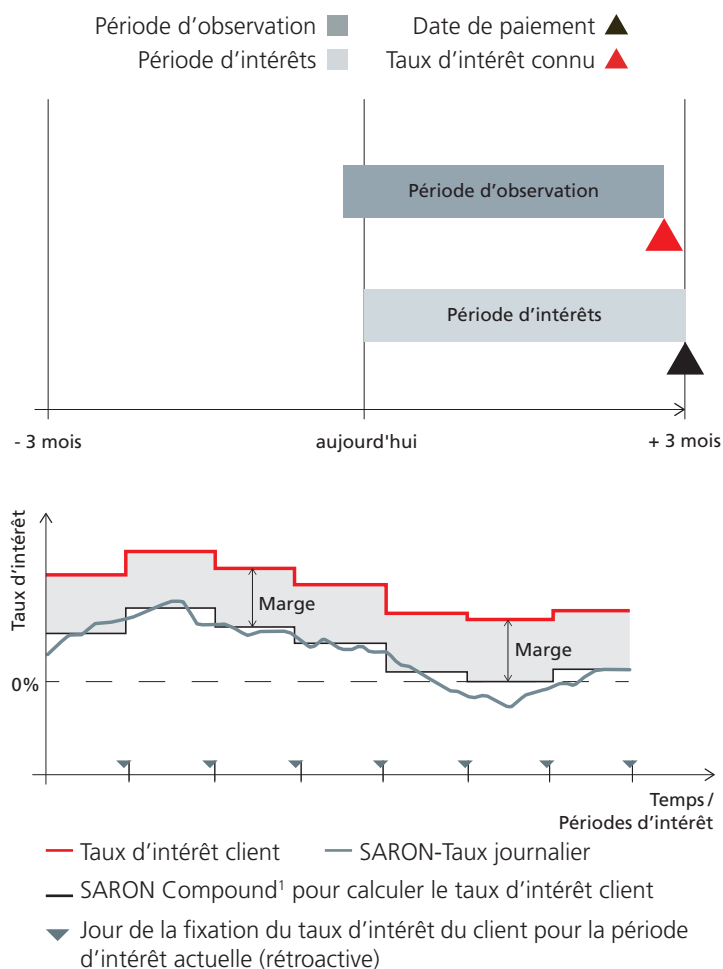 Période d'observation
Date de paiement
Période d'intérêts
Taux d'intérêt connu
Période d'observation
Période d'intérêts
- 3 mois
aujourd'hui
+ 3 mois
Taux d'intérêt
Marge
Marge
0%
Temps /
Périodes d'intérêt
Taux d'intérêt client
SARON-Taux journalier
SARON Compound¹ pour calculer le taux d'intérêt client
Jour de la fixation du taux d'intérêt du client pour la période
d'intérêt actuelle (rétroactive)